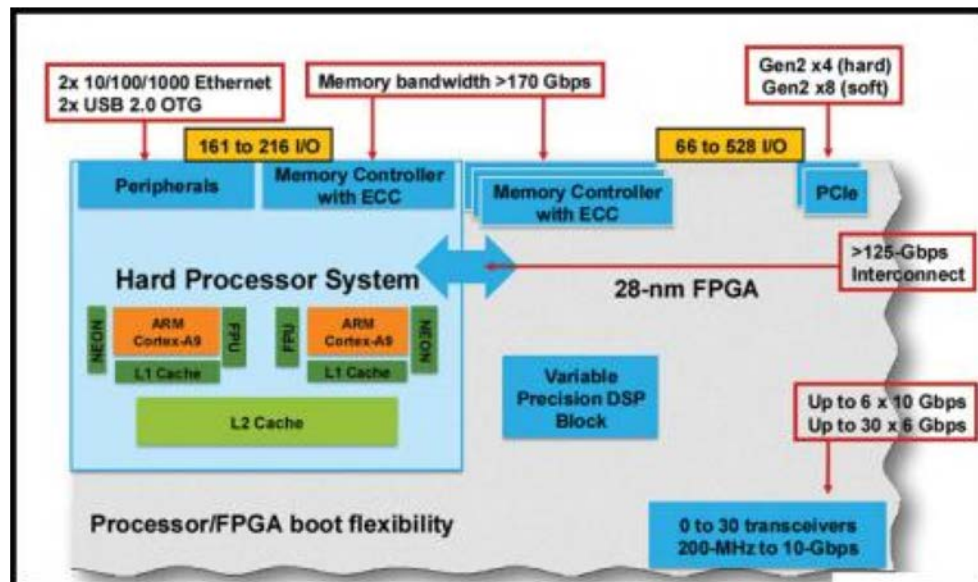 2x 10/100/1000 Ethernet
2x USB 2.0 OTG
Memory bandwidth >170 Gbps
Gen2 x4 (hard)
Gen2 x8 (soft)
161 to 216 I/O
66 to 528 I/O
Peripherals
Memory Controller
with ECC
Memory Controller
with ECC
PCIe
>125-Gbps
Interconnect
Hard Processor System
28-nm FPGA
NEON
ARM
Cortex-A9
FPU
L1 Cache
FPU
ARM
Cortex-A9
NEON
L1 Cache
L2 Cache
Variable
Precision DSP
Block
Up to 6 x 10 Gbps
Up to 30 x 6 Gbps
Processor/FPGA boot flexibility
0 to 30 transceivers
200-MHz to 10-Gbps